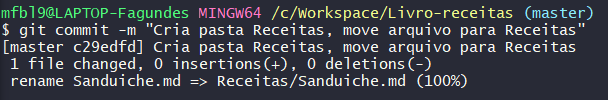 mfbl9@LAPTOP-Fagundes MINGW64 /c/Workspace/Livro-receitas (master)
$ git commit -m "Cria pasta Receitas, move arquivo para Receitas"
[master c29edfd] Cria pasta Receitas, move arquivo para Receitas
 1 file changed, 0 insertions(+), 0 deletions(-)
 rename Sanduiche.md => Receitas/Sanduiche.md (100%)